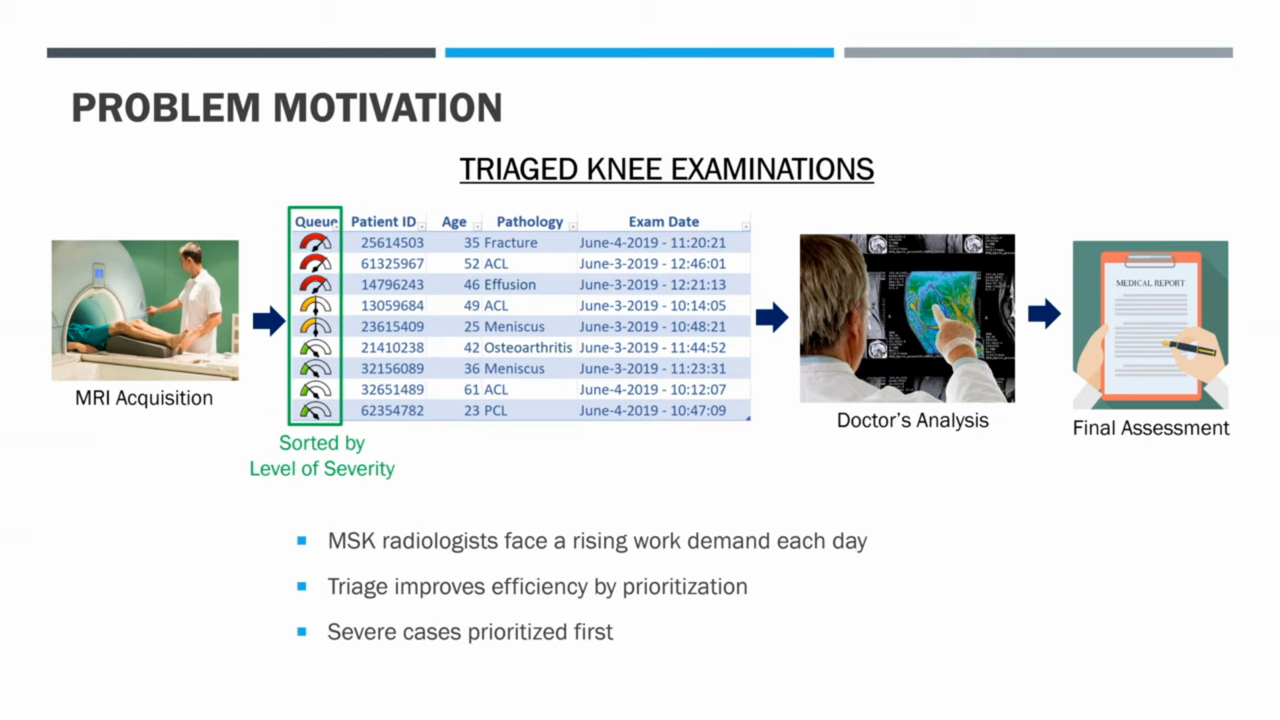 PROBLEM MOTIVATION
TRIAGED KNEE EXAMINATIONS
Queue Patient ID Age Pathology Exam Date
25614503 35 Fracture June-4-2019 - 11:20:21
61325967 52 ACL June-3-2019 - 12:46:01
14796243 46 Effusion June-3-2019 - 12:21:13
13059684 49 ACL June-3-2019 - 10:14:05
23615409 25 Meniscus June-3-2019 - 10:48:21
21410238 42 Osteoarthritis June-3-2019 - 11:44:52
32156089 36 Meniscus June-3-2019 - 11:23:31
32651489 61 ACL June-4-2019 - 10:12:07
62354782 23 PCL June-4-2019 - 10:47:09
MEDICAL REPORT
MRI Acquisition
Doctor's Analysis
Final Assessment
Sorted by
Level of Severity
MSK radiologists face a rising work demand each day
Triage improves efficiency by prioritization
Severe cases prioritized first